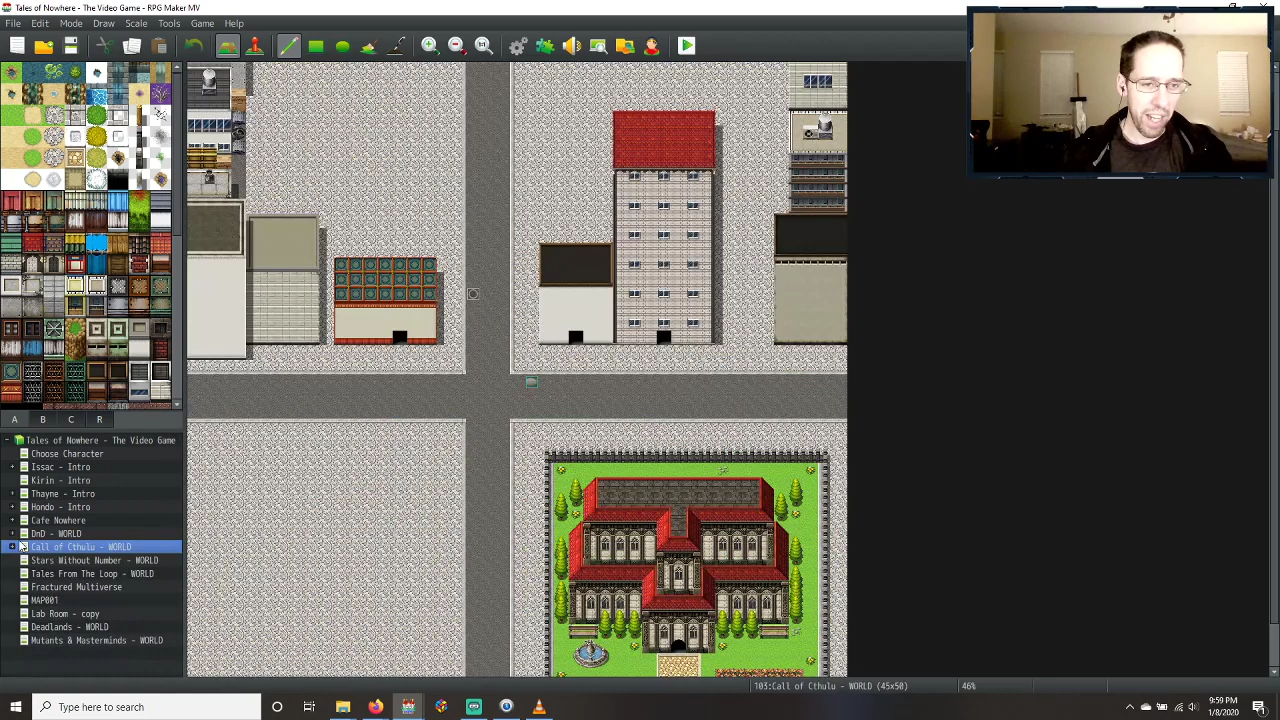 Tales of Nowhere - The Video Game - RPG Maker MV
File Edit Mode Draw Scale Tools Game Help
A B C R
Tales of Nowhere - The Video Game
Choose Character
Issac - Intro
Kirin - Intro
Thayne - Intro
Hondo - Intro
Cafe Nowhere
DnD - WORLD
Call of Cthulu - WORLD
Stars Without Number - WORLD
Tales From The Loop - WORLD
Fractured Multiverse
MAP001
Lab Room - copy
Deadlands - WORLD
Mutants & Masterminds - WORLD
103:Call of Cthulu - WORLD (45x50) 46%
Type here to search
9:59 PM
1/8/2020